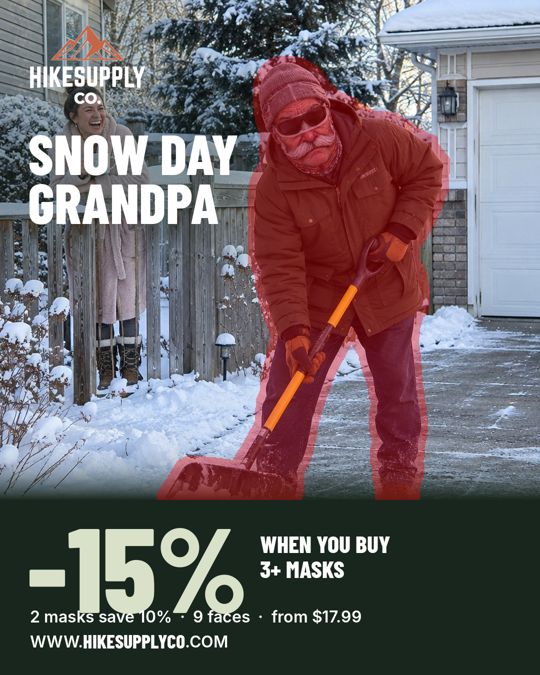 HIKESUPPLY
CO.
SNOW DAY
GRANDPA
-15%
WHEN YOU BUY
3+ MASKS
2 masks save 10% · 9 faces · from $17.99
WWW.HIKESUPPLYCO.COM